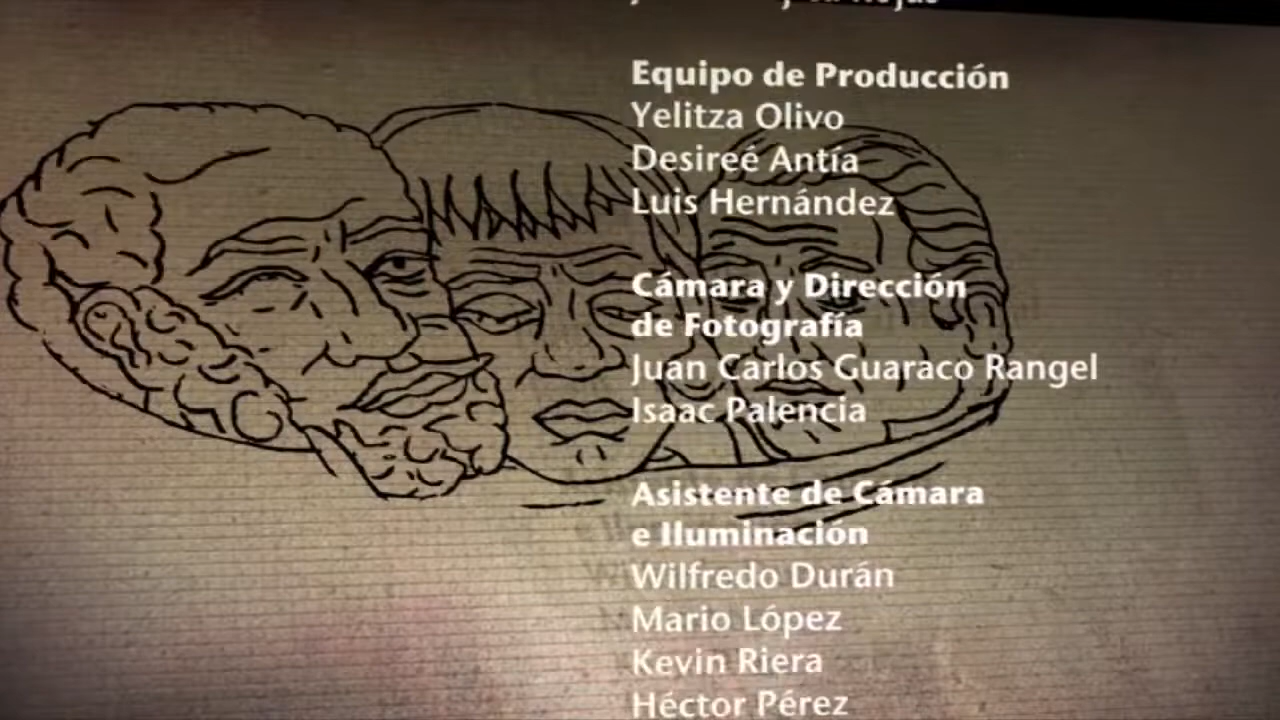 Equipo de Producción
Yelitza Olivo
Desireé Antía
Luis Hernández
Cámara y Dirección
de Fotografía
Juan Carlos Guaraco Rangel
Isaac Palencia
Asistente de Cámara
e Iluminación
Wilfredo Durán
Mario López
Kevin Riera
Héctor Pérez